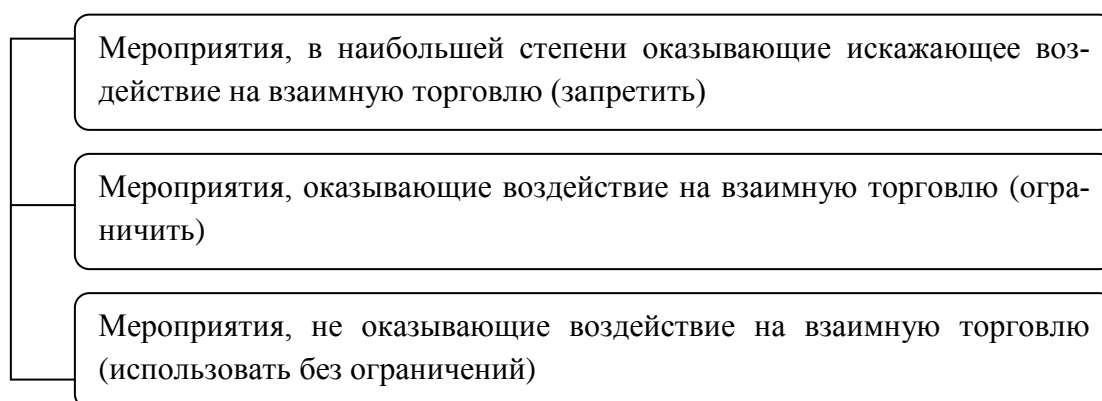 Мероприятия, в наибольшей степени оказывающие искажающее воз-
действие на взаимную торговлю (запретить)
Мероприятия, оказывающие воздействие на взаимную торговлю (огра-
ничить)
Мероприятия, не оказывающие воздействие на взаимную торговлю
(использовать без ограничений)